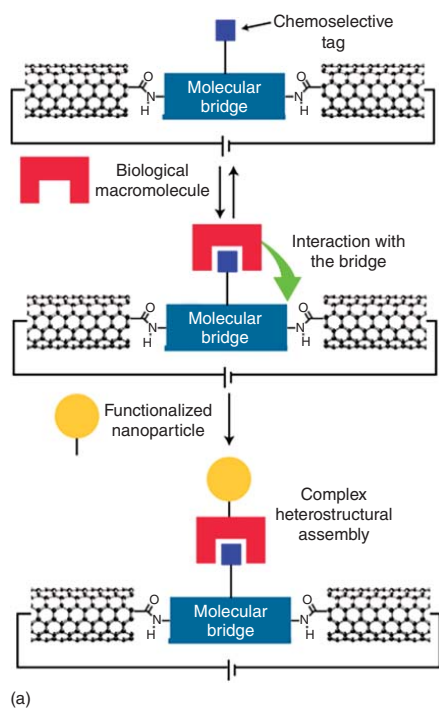 Chemoselective
tag
O
N
H
Molecular
bridge
O
N
H
Biological
macromolecule
Interaction with
the bridge
O
N
H
Molecular
bridge
O
N
H
Functionalized
nanoparticle
Complex
heterostructural
assembly
O
N
H
Molecular
bridge
O
N
H
(a)